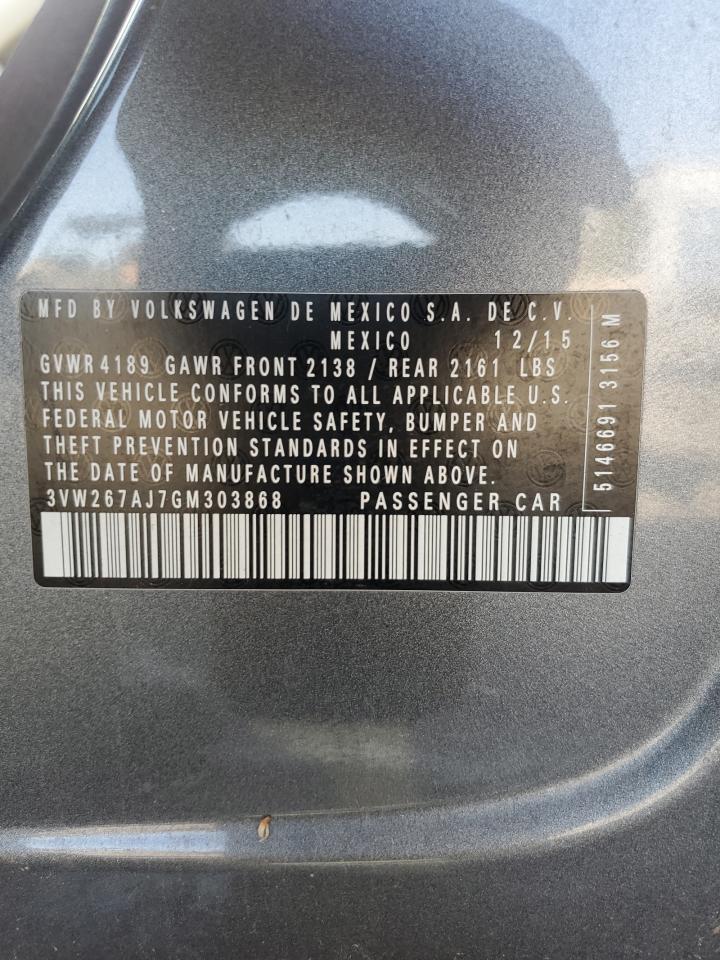 MFD BY VOLKSWAGEN DE MEXICO S.A. DE C.V.
MEXICO 12/15
GVWR 4189 GAWR FRONT 2138 / REAR 2161 LBS
THIS VEHICLE CONFORMS TO ALL APPLICABLE U.S.
FEDERAL MOTOR VEHICLE SAFETY, BUMPER AND
THEFT PREVENTION STANDARDS IN EFFECT ON
THE DATE OF MANUFACTURE SHOWN ABOVE.
3VW267AJ7GM303868 PASSENGER CAR
5146691 3156 M